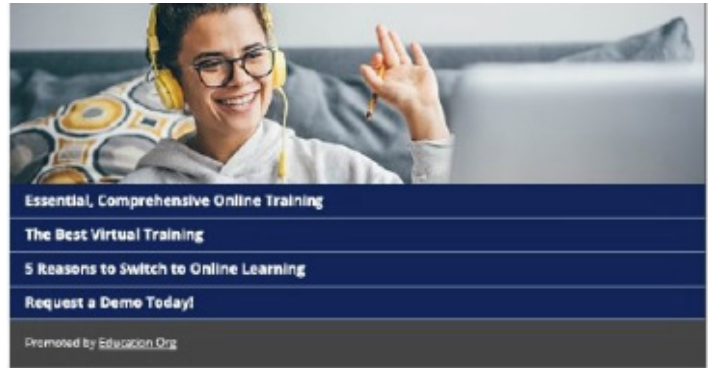 Essential, Comprehensive Online Training
The Best Virtual Training
5 Reasons to Switch to Online Learning
Request a Demo Today!
Promoted by Education Org